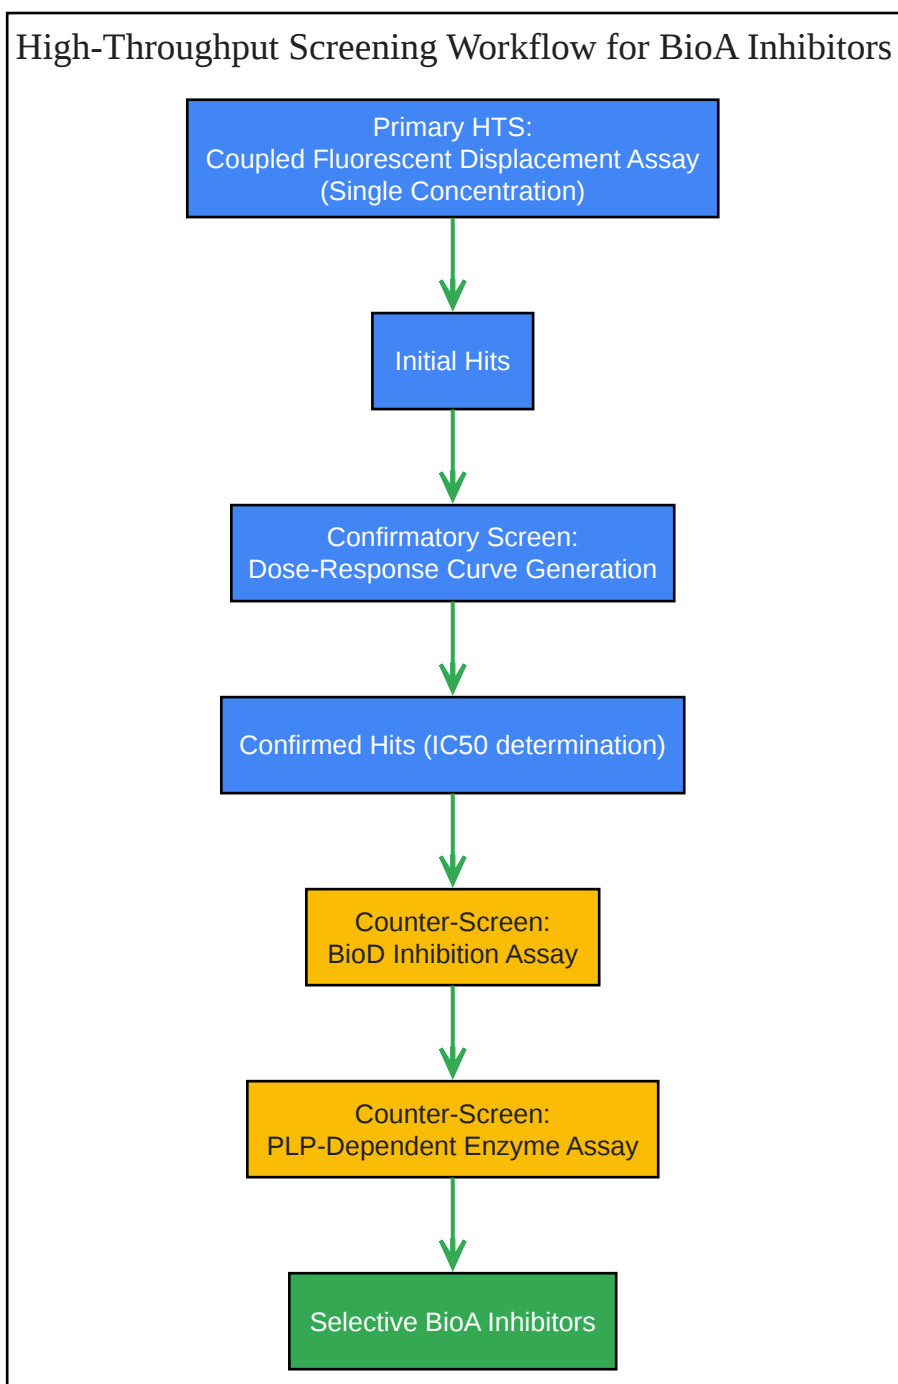 High-Throughput Screening Workflow for BioA Inhibitors
Primary HTS:
Coupled Fluorescent Displacement Assay
(Single Concentration)
Initial Hits
Confirmatory Screen:
Dose-Response Curve Generation
Confirmed Hits (IC50 determination)
Counter-Screen:
BioD Inhibition Assay
Counter-Screen:
PLP-Dependent Enzyme Assay
Selective BioA Inhibitors